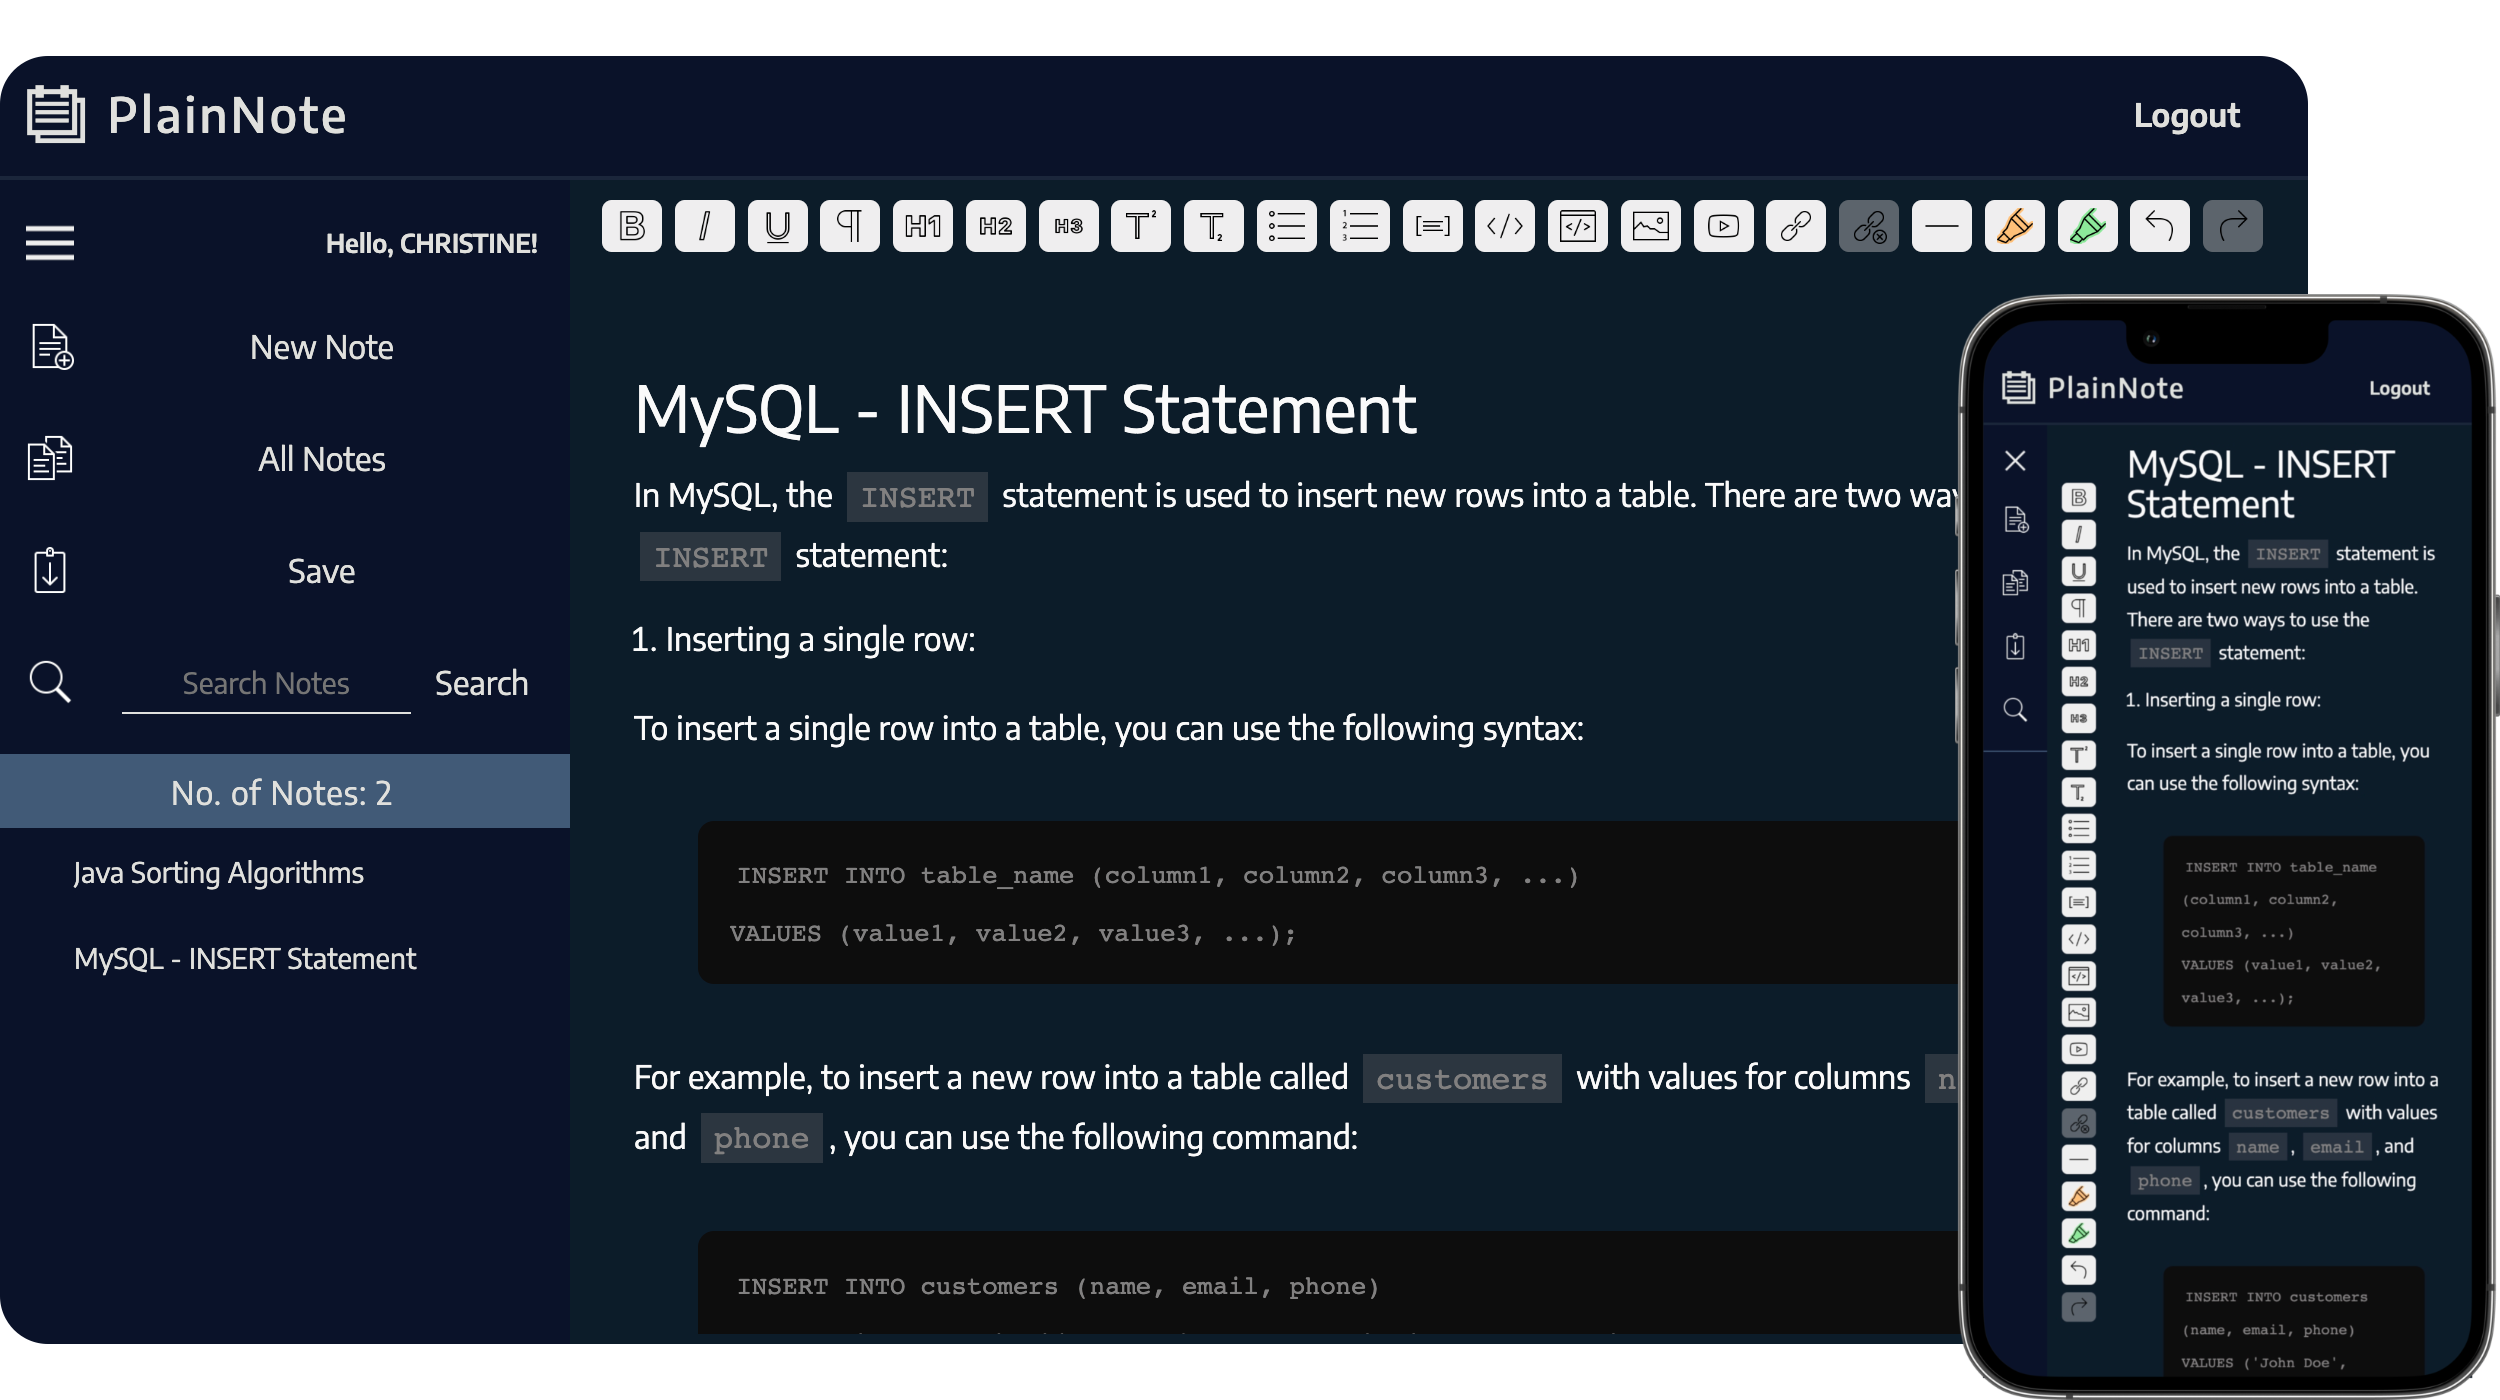 PlainNote
Logout
Hello, CHRISTINE!
New Note
All Notes
Save
Search Notes Search
No. of Notes: 2
Java Sorting Algorithms
MySQL - INSERT Statement
B I U ¶ H1 H2 H3 T² T₂
MySQL - INSERT Statement
In MySQL, the INSERT statement is used to insert new rows into a table. There are two
INSERT statement:
1. Inserting a single row:
To insert a single row into a table, you can use the following syntax:
INSERT INTO table_name (column1, column2, column3, ...)
VALUES (value1, value2, value3, ...);
For example, to insert a new row into a table called customers with values for columns
and phone , you can use the following command:
INSERT INTO customers (name, email, phone)
PlainNote
Logout
B
I
U
¶
H1
H2
H3
T²
T₂
MySQL - INSERT
Statement
In MySQL, the INSERT statement is
used to insert new rows into a table.
There are two ways to use the
INSERT statement:
1. Inserting a single row:
To insert a single row into a table, you
can use the following syntax:
INSERT INTO table_name
(column1, column2,
column3, ...)
VALUES (value1, value2,
value3, ...);
For example, to insert a new row into a
table called customers with values
for columns name , email , and
phone , you can use the following
command:
INSERT INTO customers
(name, email, phone)
VALUES ('John Doe',